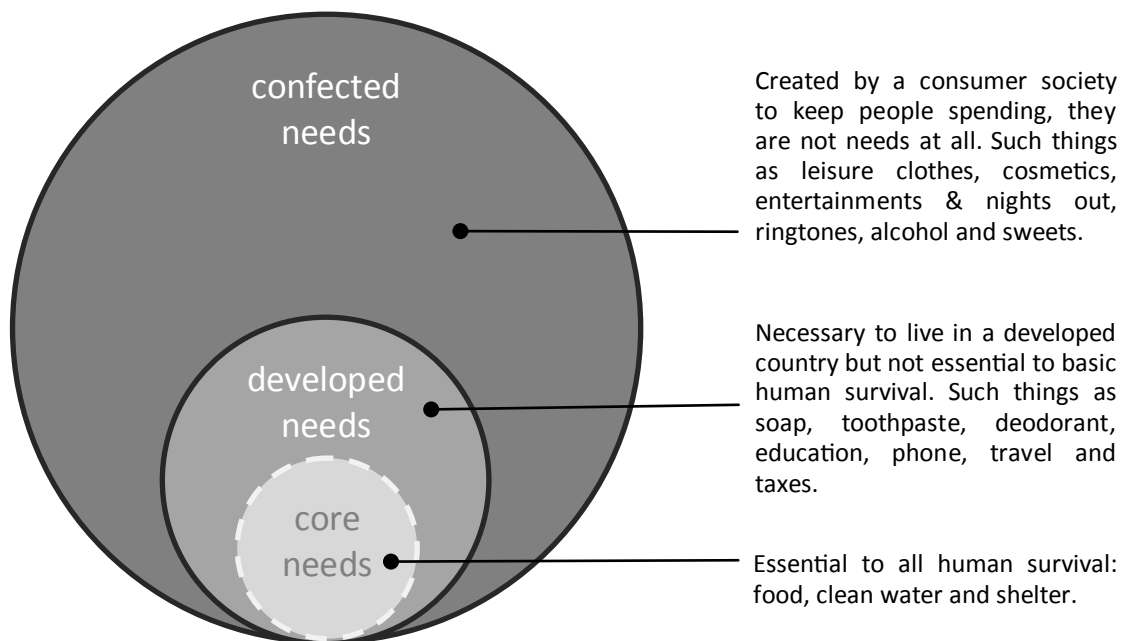 confected
needs
Created by a consumer society
to keep people spending, they
are not needs at all. Such things
as leisure clothes, cosmetics,
entertainments & nights out,
ringtones, alcohol and sweets.
developed
needs
Necessary to live in a developed
country but not essential to basic
human survival. Such things as
soap, toothpaste, deodorant,
education, phone, travel and
taxes.
core
needs
Essential to all human survival:
food, clean water and shelter.